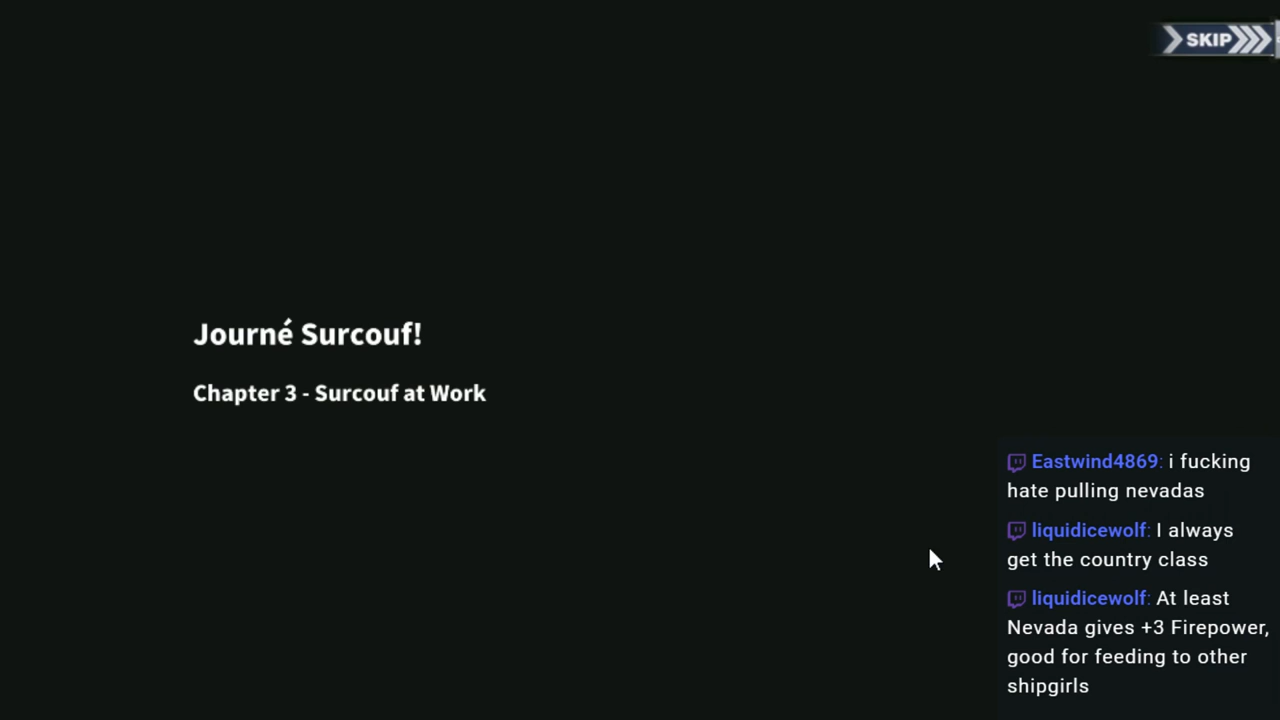 SKIP
Journé Surcouf!
Chapter 3 - Surcouf at Work
Eastwind4869: i fucking
hate pulling nevadas
liquidicewolf: I always
get the country class
liquidicewolf: At least
Nevada gives +3 Firepower,
good for feeding to other
shipgirls